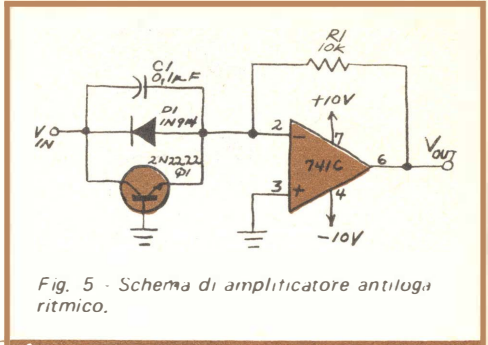 R1
10k
C1
0,1µF
D1
1N914
V
IN
2N2222
Q1
+10V
2
7
741C
6
3
4
-10V
VOUT
Fig. 5 - Schema di amplificatore antiloga
ritmico.